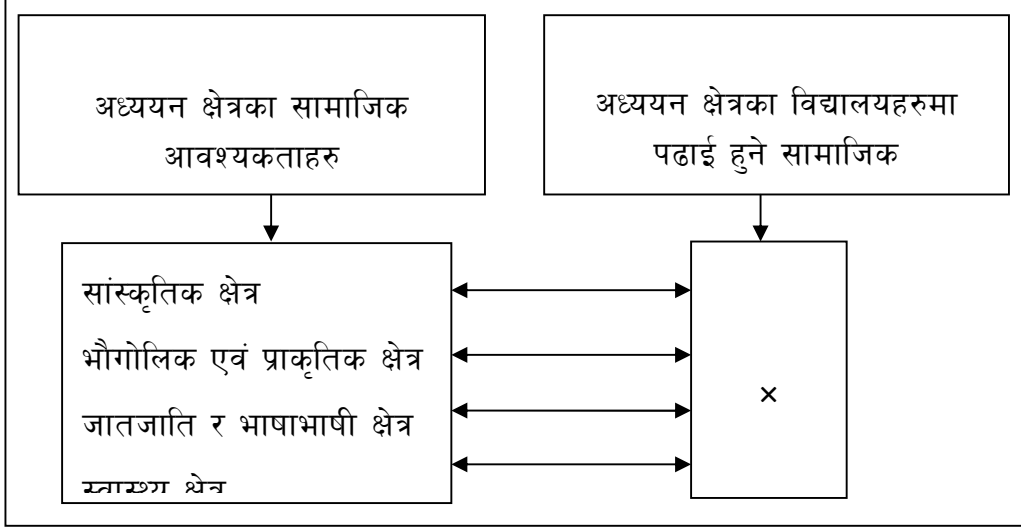 अध्ययन क्षेत्रका सामाजिक
आवश्यकताहरु
अध्ययन क्षेत्रका विद्यालयहरुमा
पढाई हुने सामाजिक
सांस्कृतिक क्षेत्र
भौगोलिक एवं प्राकृतिक क्षेत्र
जातजाति र भाषाभाषी क्षेत्र
स्वास्थ्य क्षेत्र
×